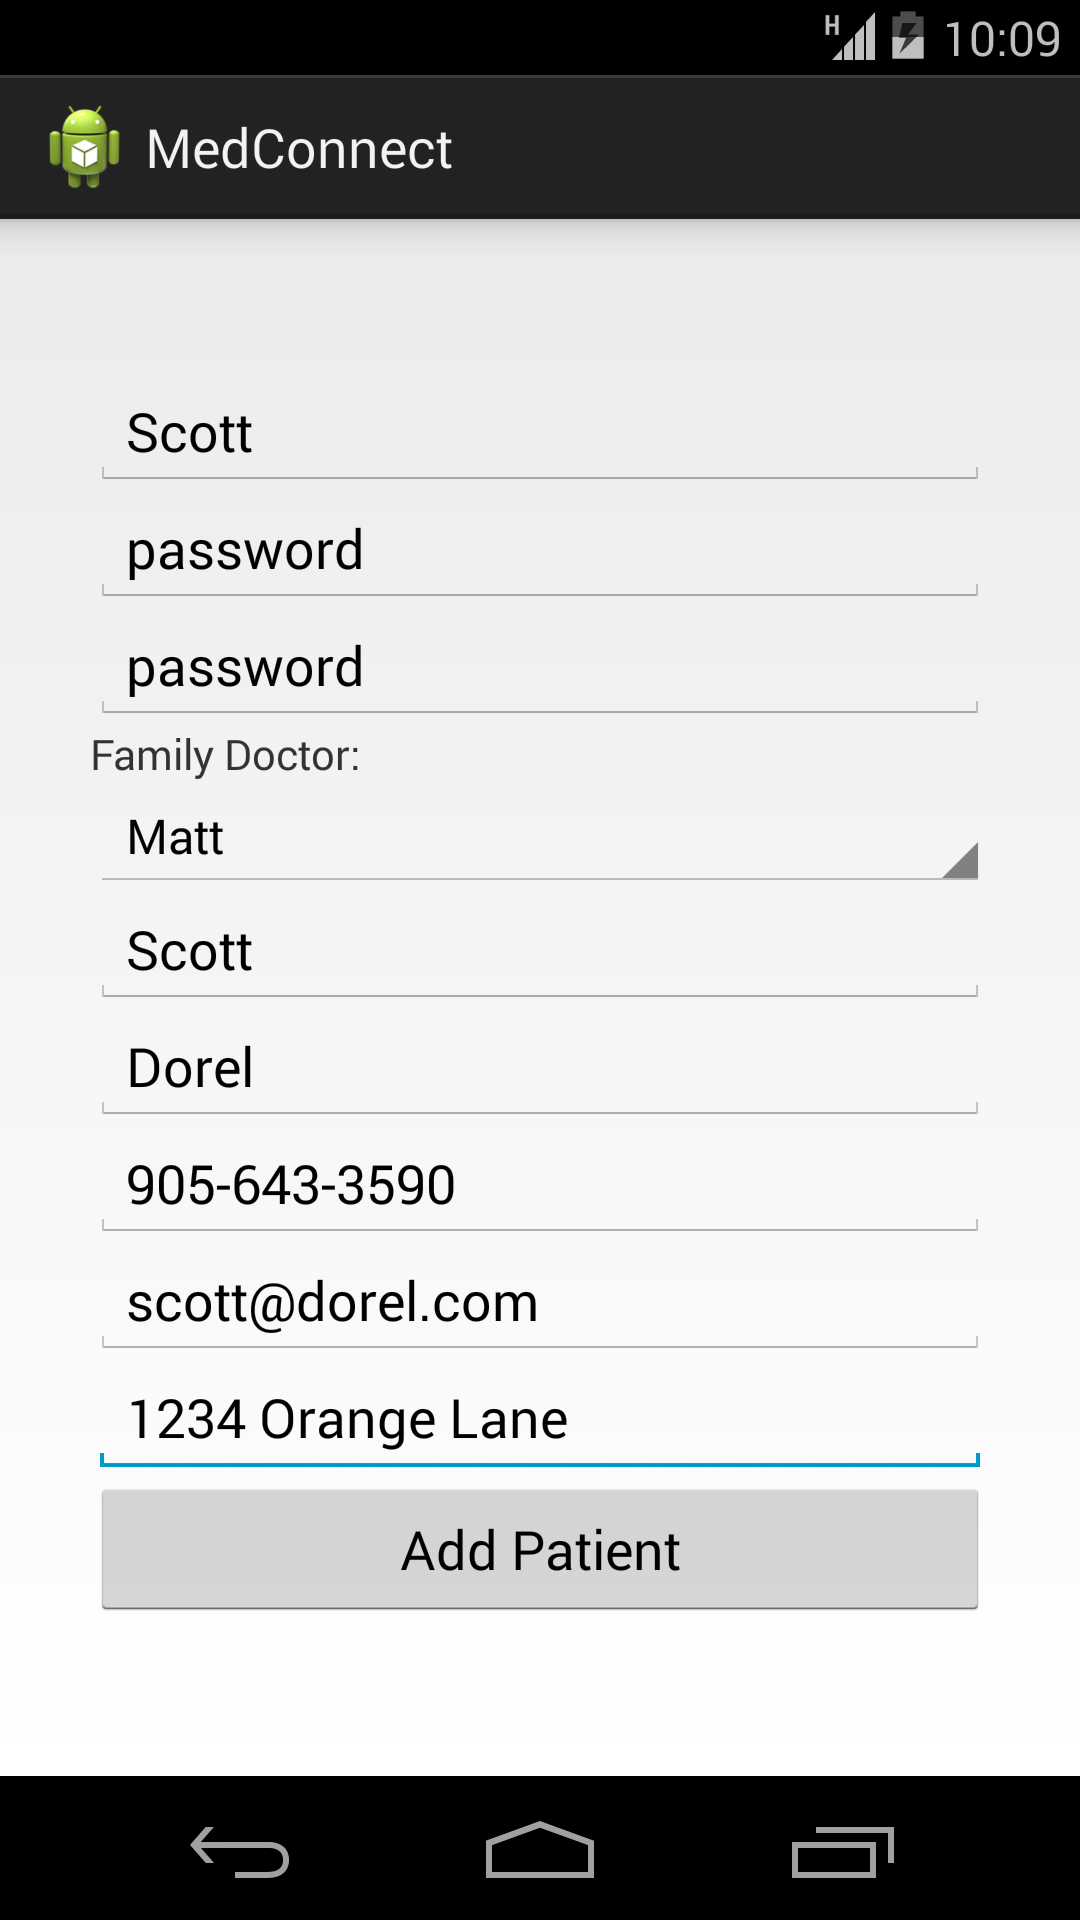 H 10:09
MedConnect
Scott
password
password
Family Doctor:
Matt
Scott
Dorel
905-643-3590
scott@dorel.com
1234 Orange Lane
Add Patient